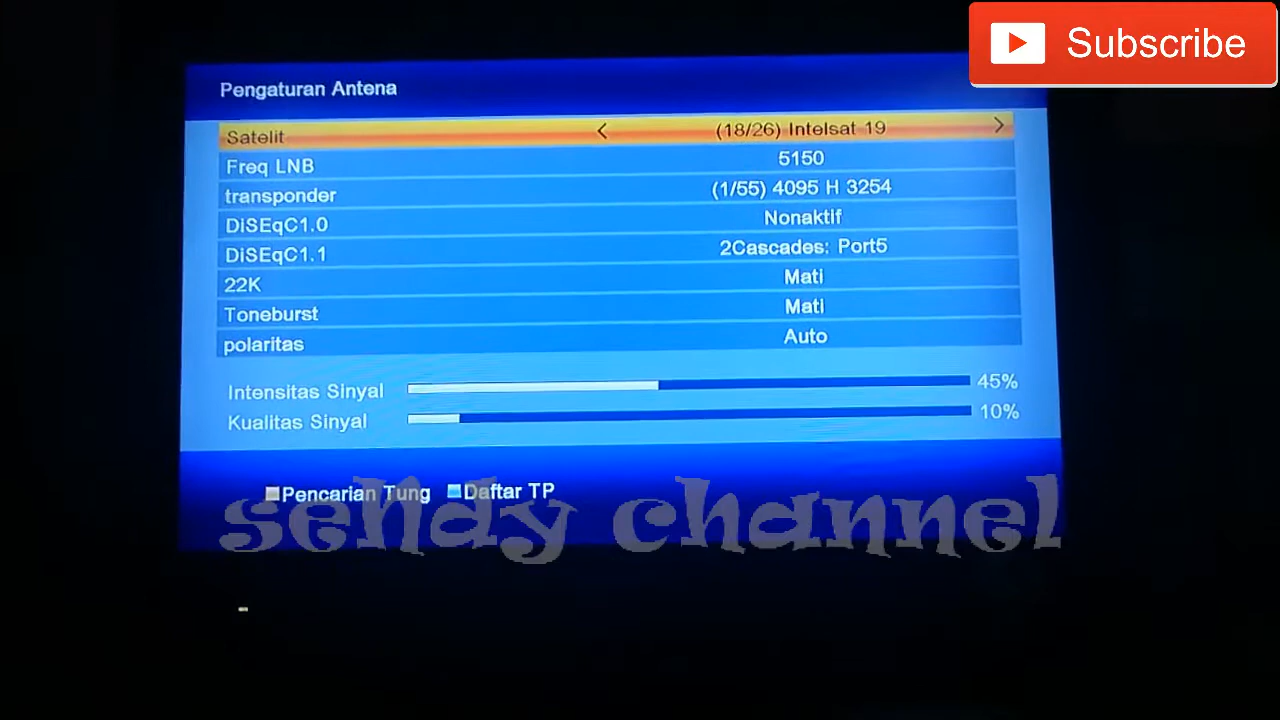 Subscribe
Pengaturan Antena
Satelit < (18/26) Intelsat 19 >
Freq LNB 5150
transponder (1/55) 4095 H 3254
DiSEqC1.0 Nonaktif
DiSEqC1.1 2Cascades: Port5
22K Mati
Toneburst Mati
polaritas Auto
Intensitas Sinyal 45%
Kualitas Sinyal 10%
Pencarian Tung Daftar TP
sendy channel